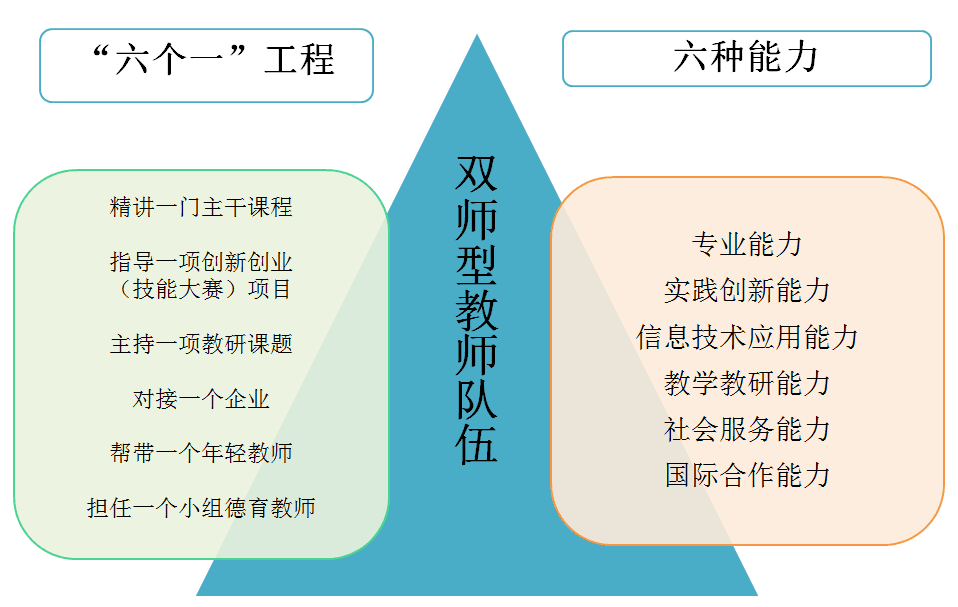 “六个一”工程
精讲一门主干课程
指导一项创新创业
（技能大赛）项目
主持一项教研课题
对接一个企业
帮带一个年轻教师
担任一个小组德育教师
双师型教师队伍
六种能力
专业能力
实践创新能力
信息技术应用能力
教学教研能力
社会服务能力
国际合作能力